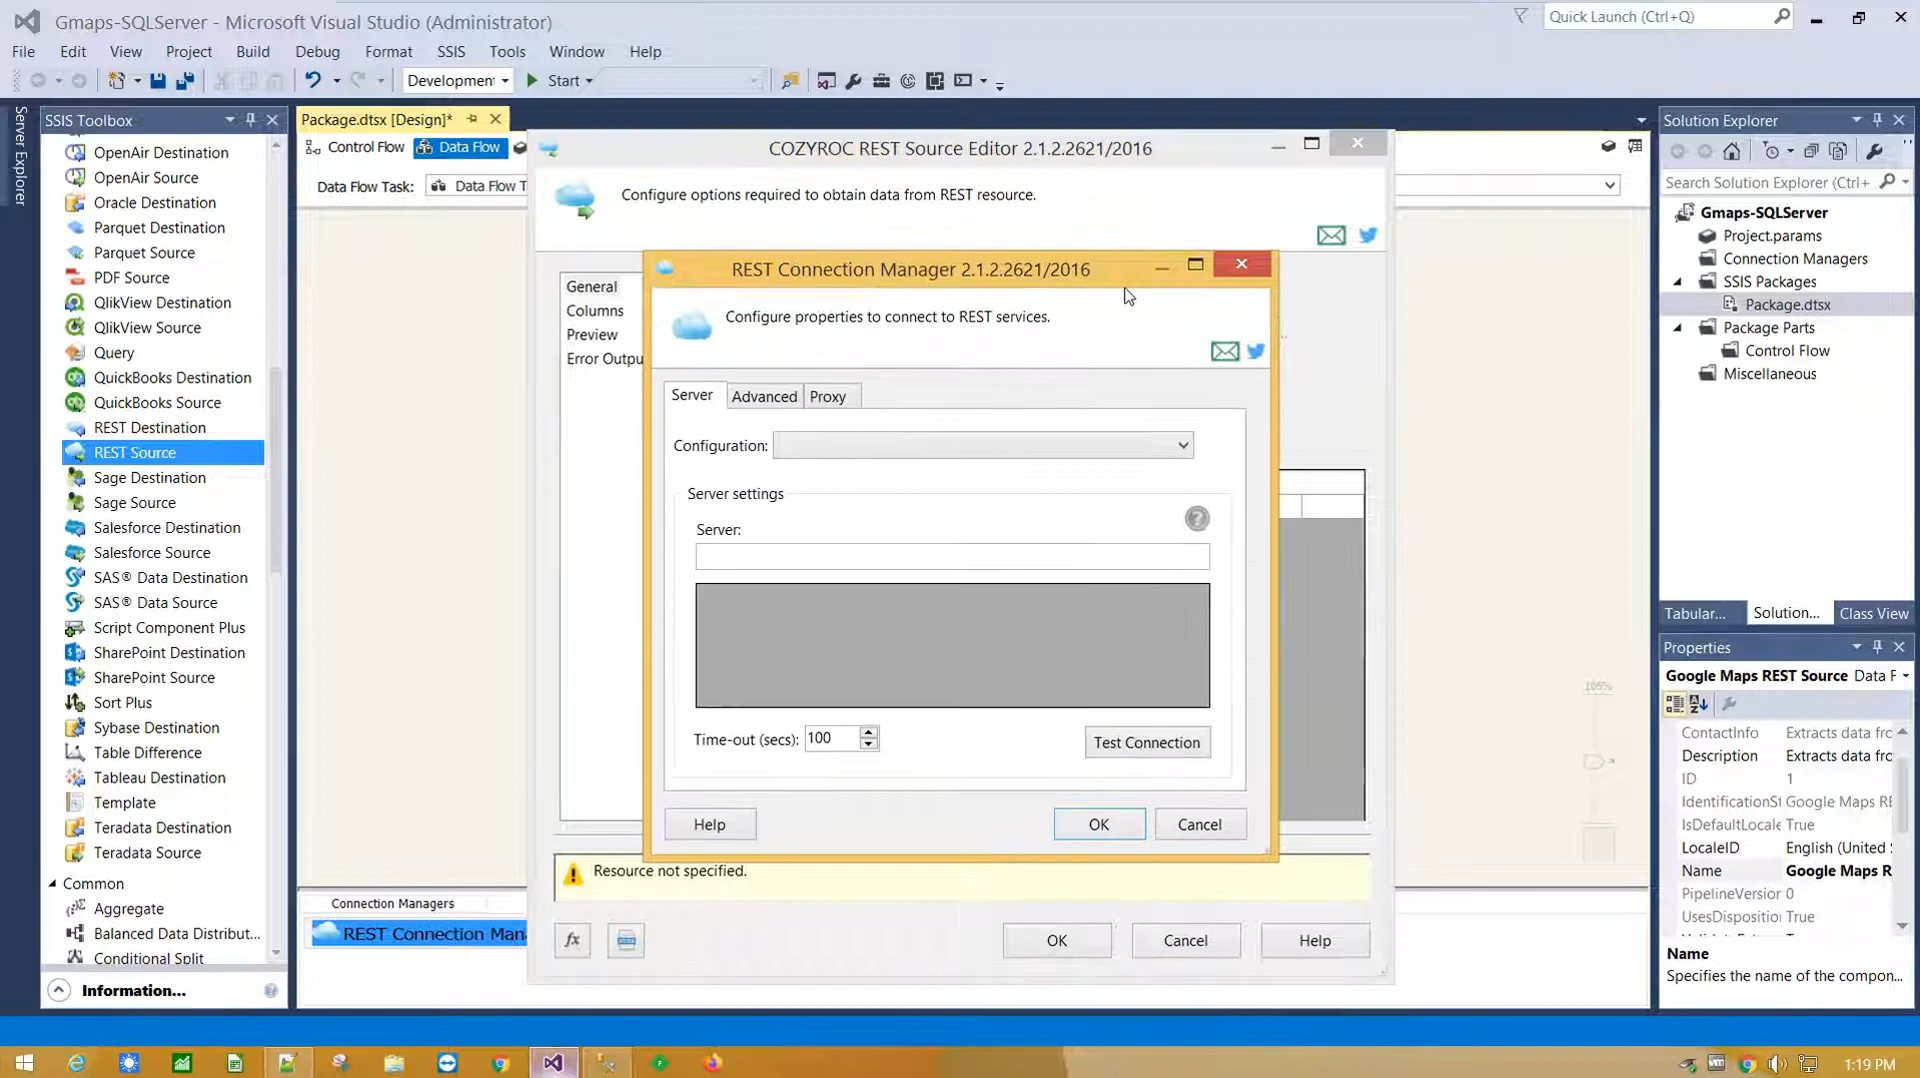 Gmaps-SQLServer - Microsoft Visual Studio (Administrator)
Quick Launch (Ctrl+Q)
File Edit View Project Build Debug Format SSIS Tools Window Help
Development Start
Server Explorer
SSIS Toolbox
OpenAir Destination
OpenAir Source
Oracle Destination
Parquet Destination
Parquet Source
PDF Source
QlikView Destination
QlikView Source
Query
QuickBooks Destination
QuickBooks Source
REST Destination
REST Source
Sage Destination
Sage Source
Salesforce Destination
Salesforce Source
SAS® Data Destination
SAS® Data Source
Script Component Plus
SharePoint Destination
SharePoint Source
Sort Plus
Sybase Destination
Table Difference
Tableau Destination
Template
Teradata Destination
Teradata Source
Common
Aggregate
Balanced Data Distribut...
Conditional Split
Information...
Package.dtsx [Design]*
Control Flow Data Flow
Data Flow Task: Data Flow T
COZYROC REST Source Editor 2.1.2.2621/2016
Configure options required to obtain data from REST resource.
General
Columns
Preview
Error Outpu
REST Connection Manager 2.1.2.2621/2016
Configure properties to connect to REST services.
Server Advanced Proxy
Configuration:
Server settings
Server:
Time-out (secs): 100
Test Connection
Help OK Cancel
Resource not specified.
fx OK Cancel Help
Connection Managers
REST Connection Man
Solution Explorer
Search Solution Explorer (Ctrl+
Gmaps-SQLServer
Project.params
Connection Managers
SSIS Packages
Package.dtsx
Package Parts
Control Flow
Miscellaneous
Tabular... Solution... Class View
Properties
Google Maps REST Source Data F
ContactInfo Extracts data fro
Description Extracts data fro
ID 1
IdentificationSt Google Maps RE
IsDefaultLocale True
LocaleID English (United S
Name Google Maps R
PipelineVersion 0
UsesDispositio True
Name
Specifies the name of the compon...
1:19 PM